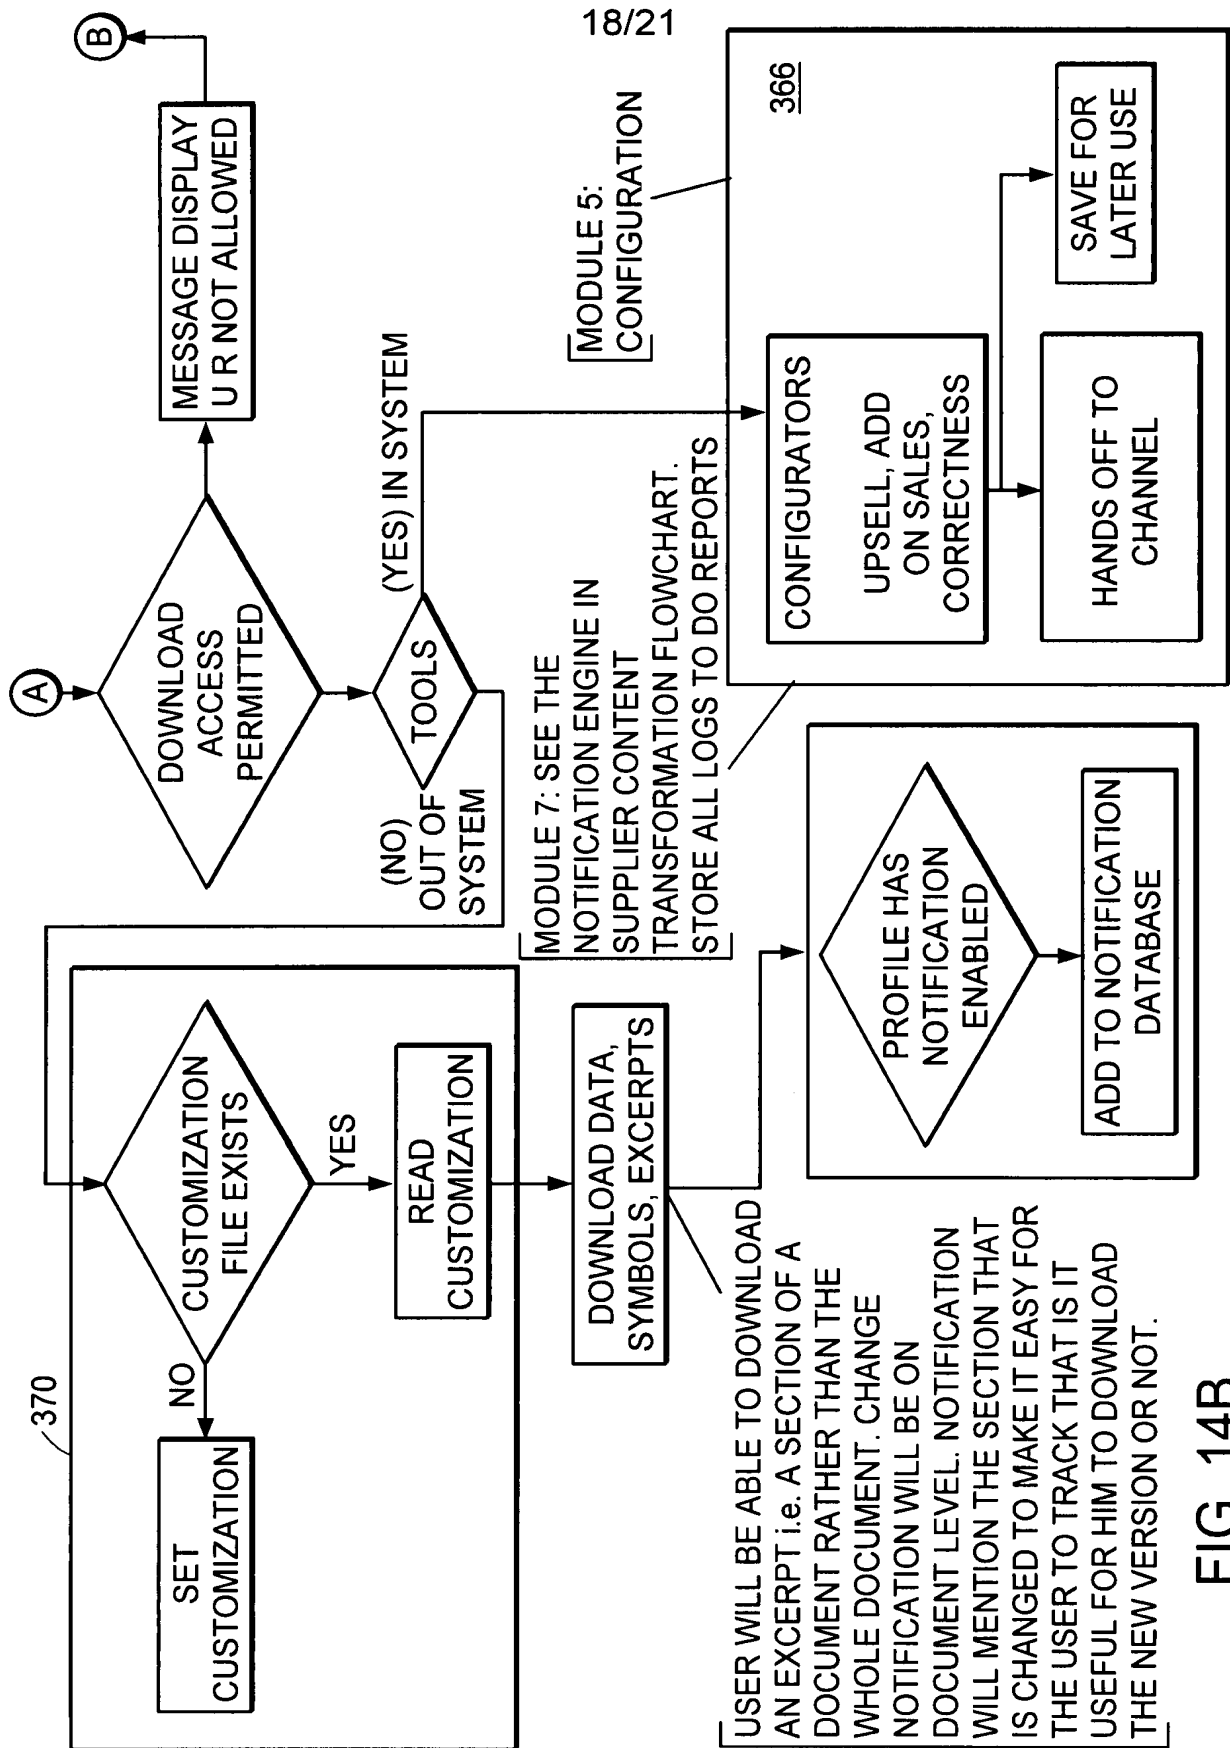 18/21
A
DOWNLOAD
ACCESS
PERMITTED
MESSAGE DISPLAY
U R NOT ALLOWED
B
TOOLS
(YES) IN SYSTEM
(NO)
OUT OF
SYSTEM
370
CUSTOMIZATION
FILE EXISTS
NO
SET
CUSTOMIZATION
YES
READ
CUSTOMIZATION
DOWNLOAD DATA,
SYMBOLS, EXCERPTS
MODULE 7: SEE THE
NOTIFICATION ENGINE IN
SUPPLIER CONTENT
TRANSFORMATION FLOWCHART.
STORE ALL LOGS TO DO REPORTS
MODULE 5:
CONFIGURATION
366
CONFIGURATORS
UPSELL, ADD
ON SALES,
CORRECTNESS
SAVE FOR
LATER USE
HANDS OFF TO
CHANNEL
PROFILE HAS
NOTIFICATION
ENABLED
ADD TO NOTIFICATION
DATABASE
USER WILL BE ABLE TO DOWNLOAD
AN EXCERPT i.e. A SECTION OF A
DOCUMENT RATHER THAN THE
WHOLE DOCUMENT. CHANGE
NOTIFICATION WILL BE ON
DOCUMENT LEVEL. NOTIFICATION
WILL MENTION THE SECTION THAT
IS CHANGED TO MAKE IT EASY FOR
THE USER TO TRACK THAT IS IT
USEFUL FOR HIM TO DOWNLOAD
THE NEW VERSION OR NOT.
FIG. 14B